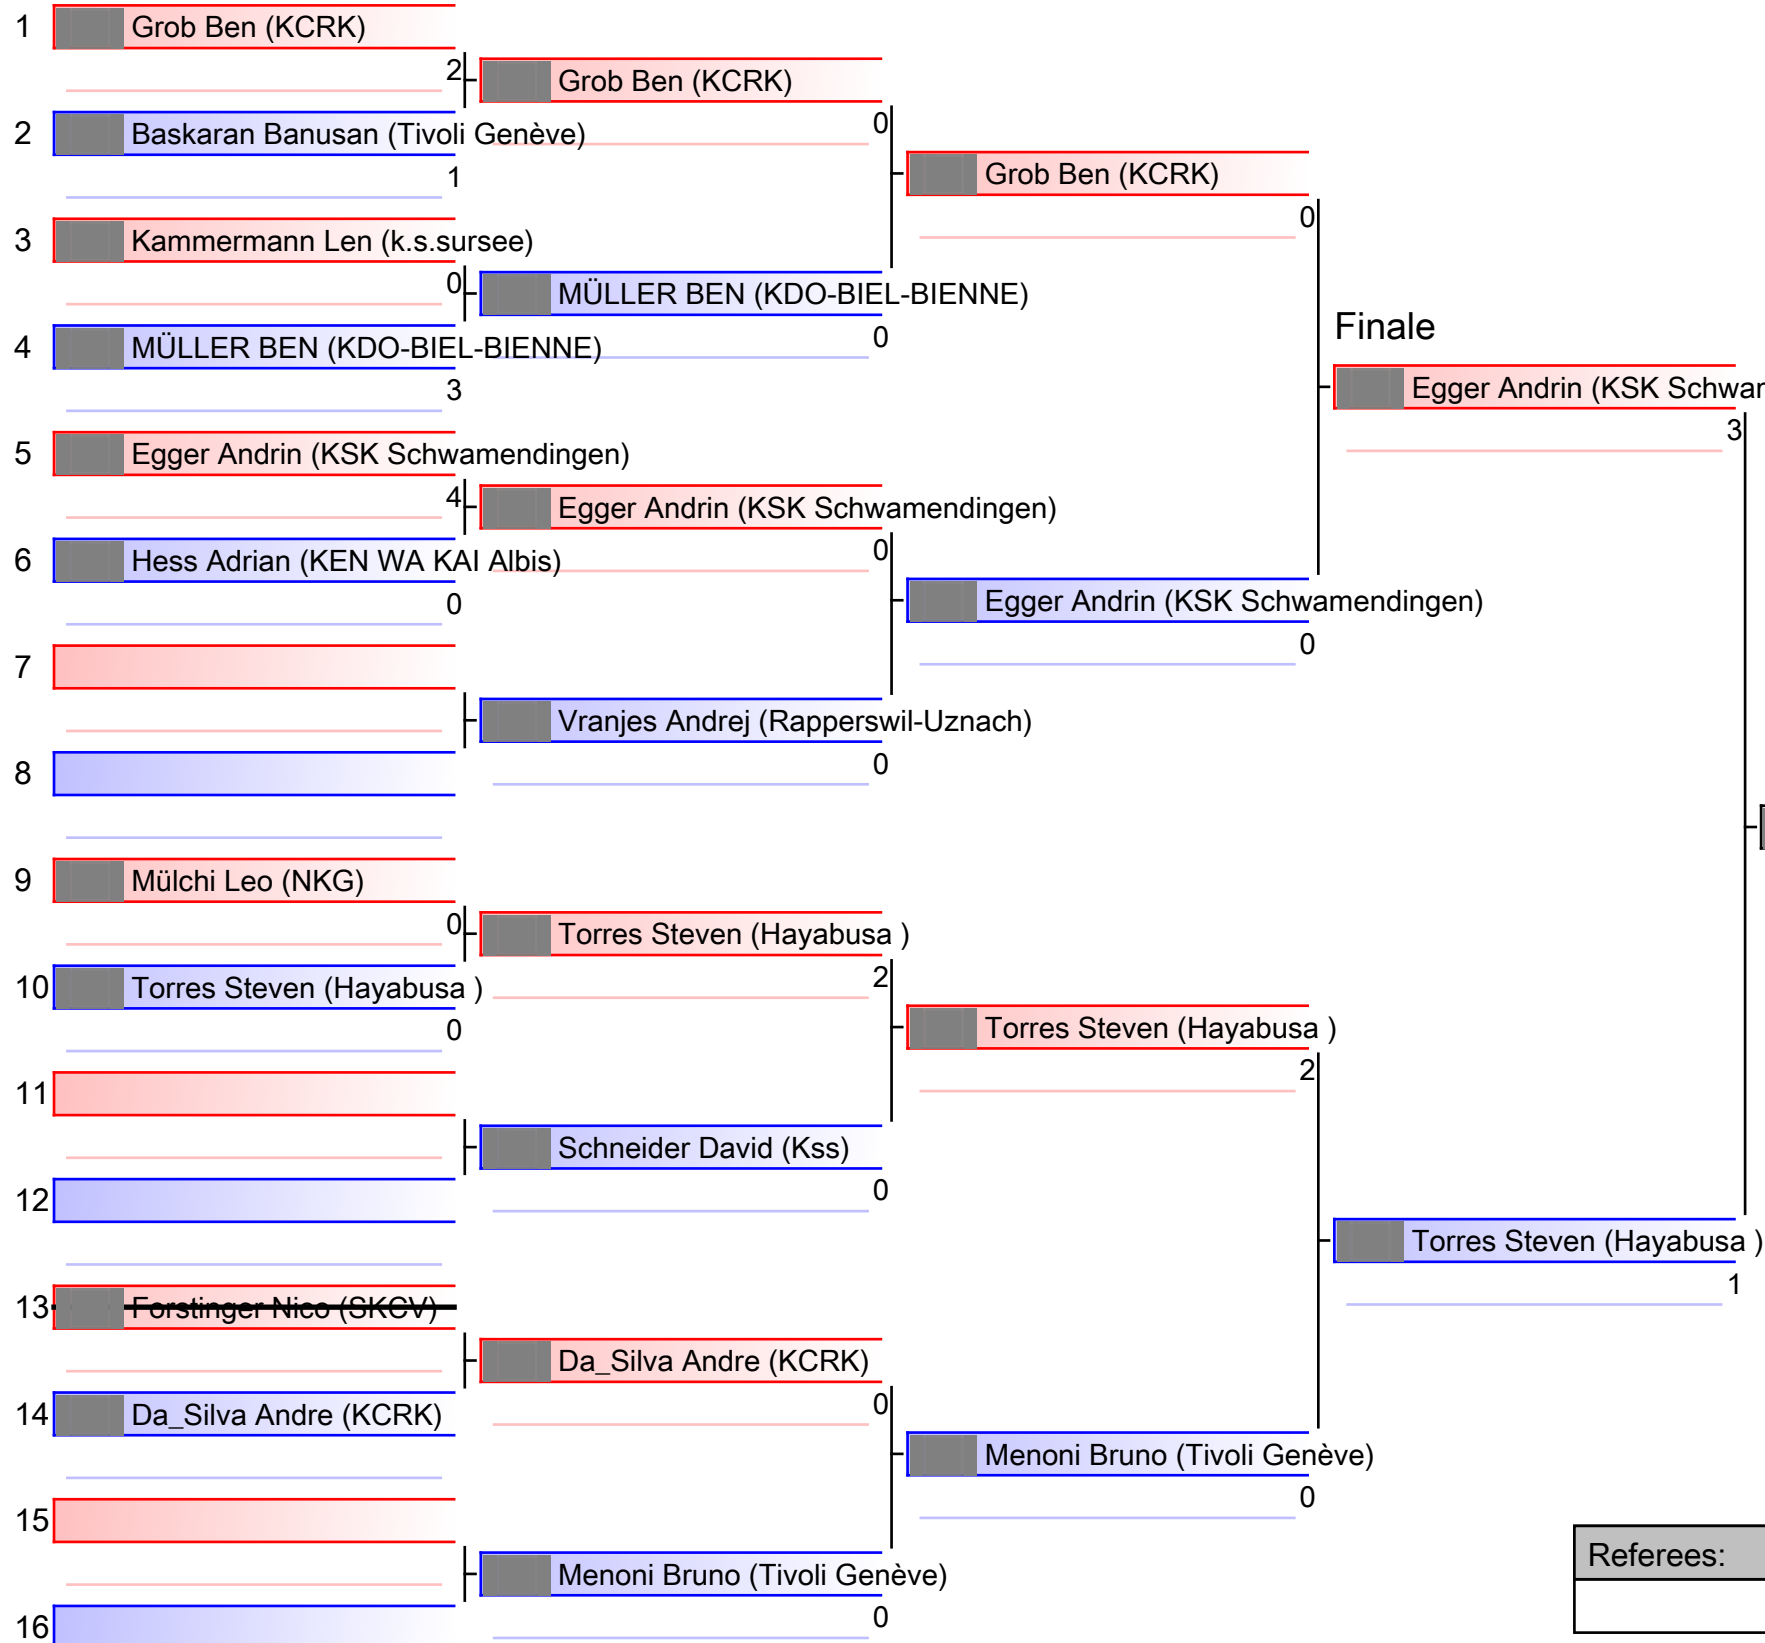 1 Grob Ben (KCRK)
2 Grob Ben (KCRK)
2 Baskaran Banusan (Tivoli Genève)
0
1
Grob Ben (KCRK)
3 Kammermann Len (k.s.sursee)
0
0 MÜLLER BEN (KDO-BIEL-BIENNE)
4 MÜLLER BEN (KDO-BIEL-BIENNE)
0
3
Finale
Egger Andrin (KSK Schwa
3
5 Egger Andrin (KSK Schwamendingen)
4 Egger Andrin (KSK Schwamendingen)
6 Hess Adrian (KEN WA KAI Albis)
0
0
Egger Andrin (KSK Schwamendingen)
0
7
Vranjes Andrej (Rapperswil-Uznach)
0
8
9 Mülchi Leo (NKG)
0 Torres Steven (Hayabusa )
10 Torres Steven (Hayabusa )
2
0
Torres Steven (Hayabusa )
2
11
Schneider David (Kss)
0
12
Torres Steven (Hayabusa )
1
13 Forstinger Nico (SKCV)
Da_Silva Andre (KCRK)
14 Da_Silva Andre (KCRK)
0
Menoni Bruno (Tivoli Genève)
0
15
Menoni Bruno (Tivoli Genève)
0
16
Referees: